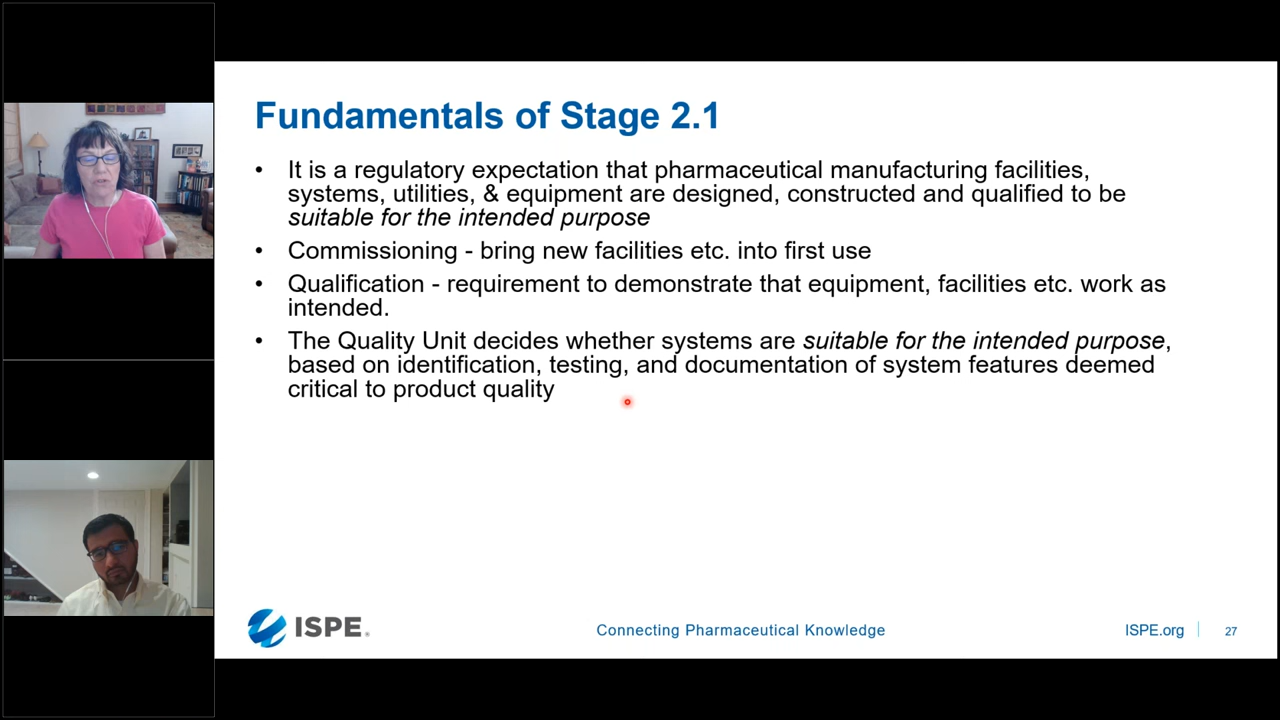 Fundamentals of Stage 2.1
• It is a regulatory expectation that pharmaceutical manufacturing facilities,
systems, utilities, & equipment are designed, constructed and qualified to be
suitable for the intended purpose
• Commissioning - bring new facilities etc. into first use
• Qualification - requirement to demonstrate that equipment, facilities etc. work as
intended.
• The Quality Unit decides whether systems are suitable for the intended purpose,
based on identification, testing, and documentation of system features deemed
critical to product quality
ISPE®
Connecting Pharmaceutical Knowledge
ISPE.org
27